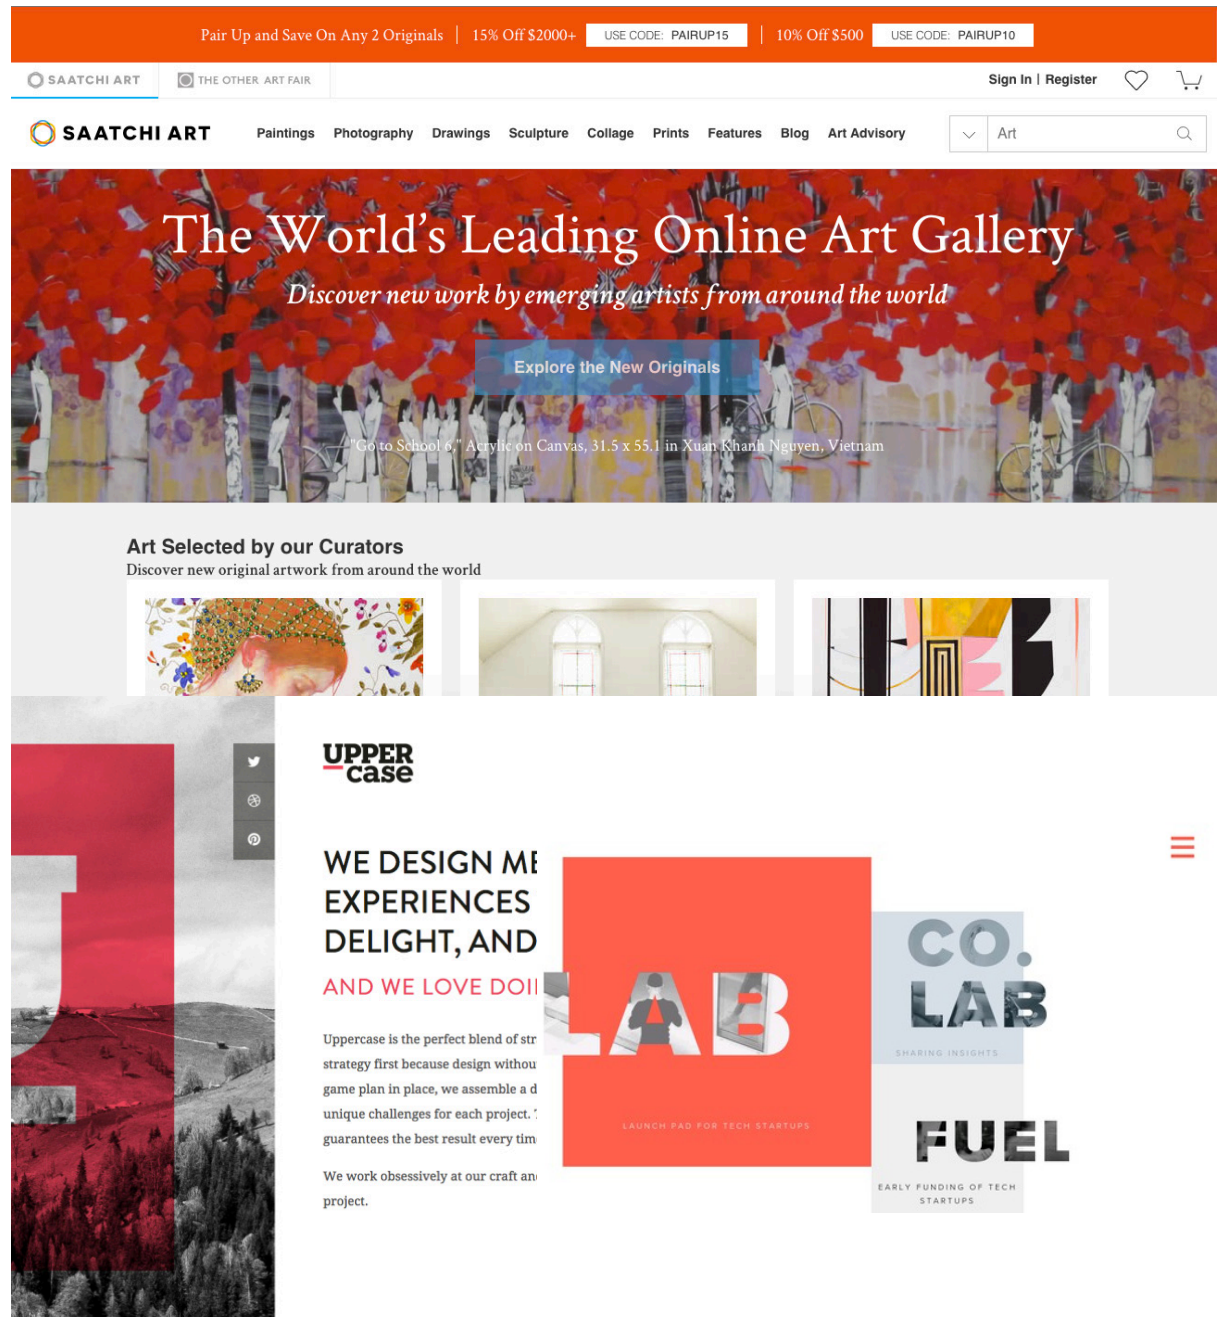 Pair Up and Save On Any 2 Originals | 15% Off $2000+ USE CODE: PAIRUP15 | 10% Off $500 USE CODE: PAIRUP10
SAATCHI ART THE OTHER ART FAIR Sign In | Register
SAATCHI ART Paintings Photography Drawings Sculpture Collage Prints Features Blog Art Advisory Art
The World's Leading Online Art Gallery
Discover new work by emerging artists from around the world
Explore the New Originals
"Go to School 6," Acrylic on Canvas, 31.5 x 55.1 in Xuan Khanh Nguyen, Vietnam
Art Selected by our Curators
Discover new original artwork from around the world
UPPER
case
WE DESIGN ME
EXPERIENCES
DELIGHT, AND
AND WE LOVE DOI
Uppercase is the perfect blend of str
strategy first because design withou
game plan in place, we assemble a d
unique challenges for each project.
guarantees the best result every tim
We work obsessively at our craft an
project.
LAB
LAUNCH PAD FOR TECH STARTUPS
CO.
LAB
SHARING INSIGHTS
FUEL
EARLY FUNDING OF TECH
STARTUPS